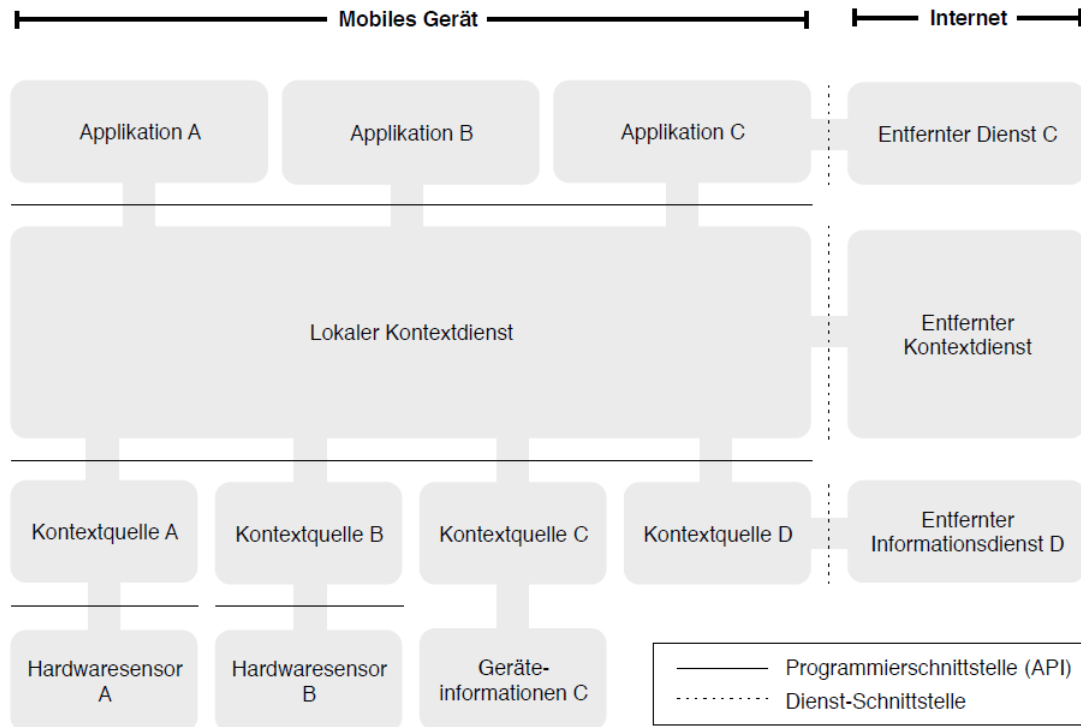 Mobiles Gerät
Internet
Applikation A
Applikation B
Applikation C
Entfernter Dienst C
Lokaler Kontextdienst
Entfernter
Kontextdienst
Kontextquelle A
Kontextquelle B
Kontextquelle C
Kontextquelle D
Entfernter
Informationsdienst D
Hardwaresensor
A
Hardwaresensor
B
Geräte-
informationen C
Programmierschnittstelle (API)
Dienst-Schnittstelle